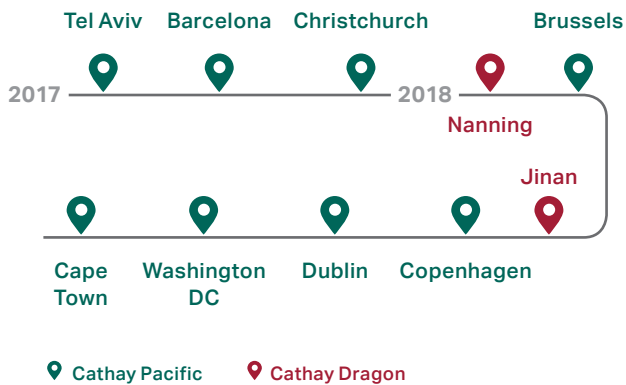 Tel Aviv Barcelona Christchurch Brussels
2017 2018
Nanning
Jinan
Cape Town Washington DC Dublin Copenhagen
Cathay Pacific Cathay Dragon